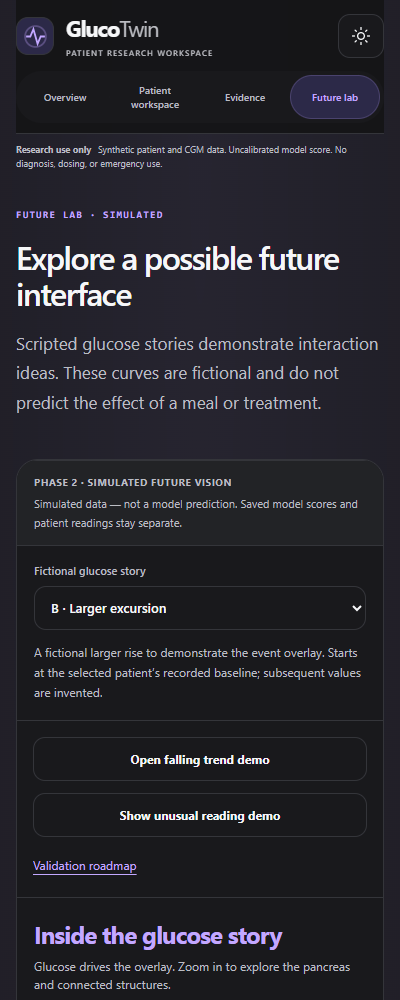 GlucoTwin
PATIENT RESEARCH WORKSPACE
Overview
Patient
workspace
Evidence
Future lab
Research use only Synthetic patient and CGM data. Uncalibrated model score. No
diagnosis, dosing, or emergency use.
FUTURE LAB · SIMULATED
Explore a possible future
interface
Scripted glucose stories demonstrate interaction
ideas. These curves are fictional and do not
predict the effect of a meal or treatment.
PHASE 2 · SIMULATED FUTURE VISION
Simulated data — not a model prediction. Saved model scores and
patient readings stay separate.
Fictional glucose story
B · Larger excursion
A fictional larger rise to demonstrate the event overlay. Starts
at the selected patient's recorded baseline; subsequent values
are invented.
Open falling trend demo
Show unusual reading demo
Validation roadmap
Inside the glucose story
Glucose drives the overlay. Zoom in to explore the pancreas
and connected structures.